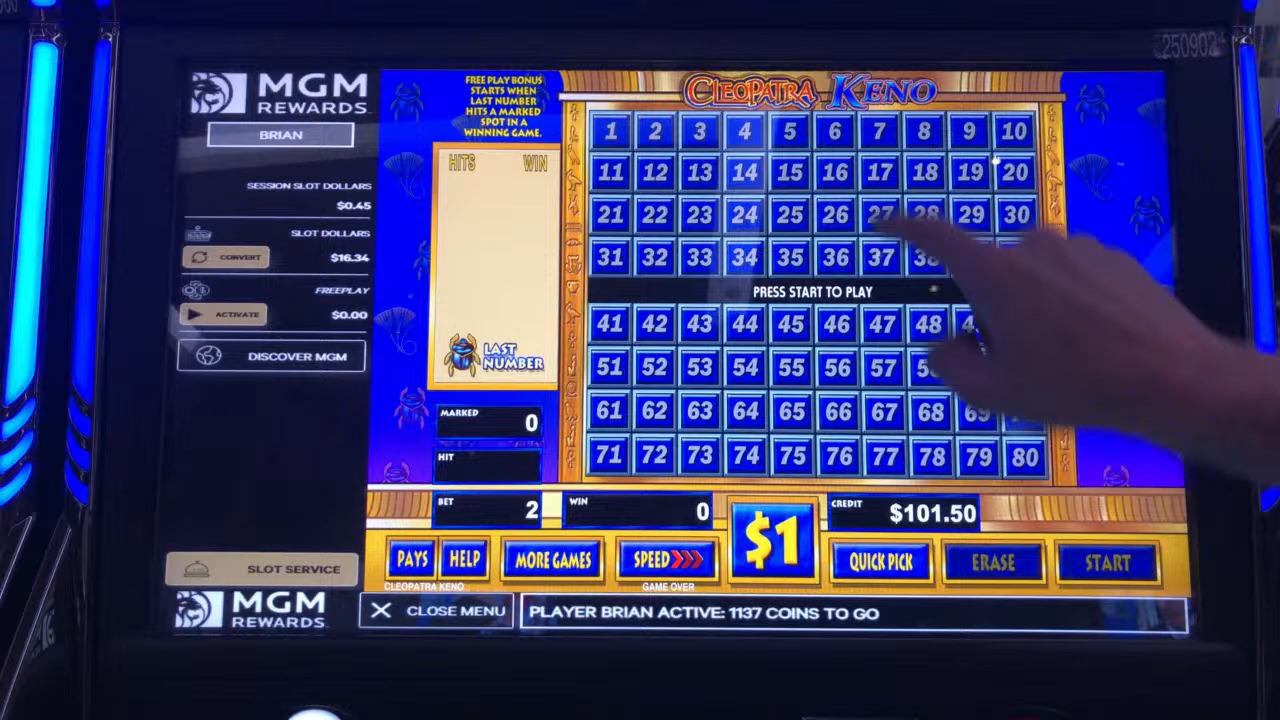 250902
MGM
REWARDS
BRIAN
SESSION SLOT DOLLARS
$0.45
SLOT DOLLARS
CONVERT
$16.34
FREEPLAY
ACTIVATE
$0.00
DISCOVER MGM
SLOT SERVICE
MGM
REWARDS
FREE PLAY BONUS
STARTS WHEN
LAST NUMBER
HITS A MARKED
SPOT IN A
WINNING GAME.
HITS WIN
LAST
NUMBER
MARKED
0
HIT
CLEOPATRA KENO
1 2 3 4 5 6 7 8 9 10
11 12 13 14 15 16 17 18 19 20
21 22 23 24 25 26 27 28 29 30
31 32 33 34 35 36 37 38
PRESS START TO PLAY
41 42 43 44 45 46 47 48
51 52 53 54 55 56 57
61 62 63 64 65 66 67 68 69
71 72 73 74 75 76 77 78 79 80
BET 2 WIN 0 $1 CREDIT $101.50
PAYS HELP MORE GAMES SPEED QUICK PICK ERASE START
CLEOPATRA KENO GAME OVER
CLOSE MENU PLAYER BRIAN ACTIVE: 1137 COINS TO GO